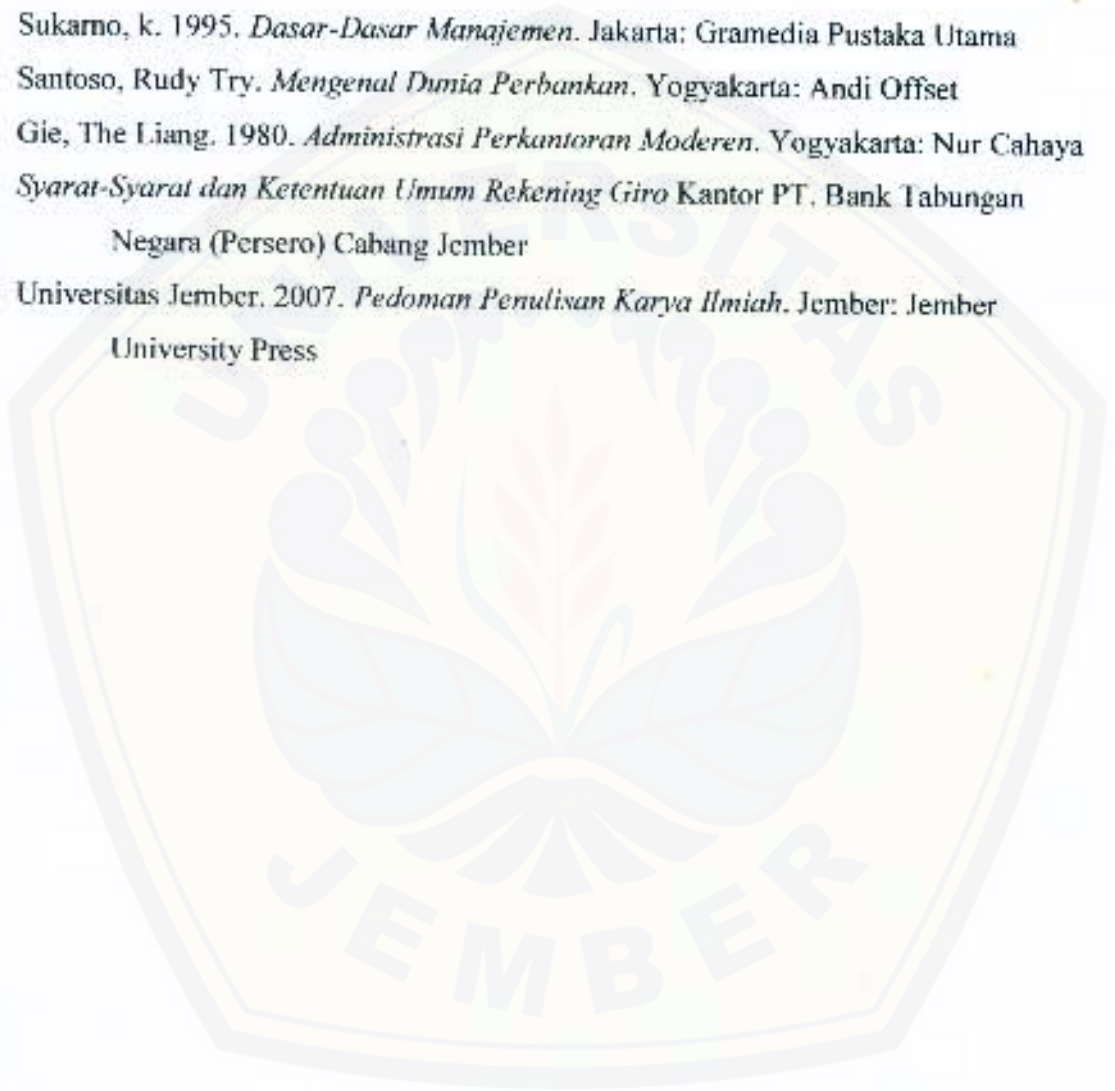 Sukarno, k. 1995. Dasar-Dasar Manajemen. Jakarta: Gramedia Pustaka Utama
Santoso, Rudy Try. Mengenal Dunia Perbankan. Yogyakarta: Andi Offset
Gie, The Liang. 1980. Administrasi Perkantoran Moderen. Yogyakarta: Nur Cahaya
Syarat-Syarat dan Ketentuan Umum Rekening Giro Kantor PT. Bank Tabungan
Negara (Persero) Cabang Jember
Universitas Jember. 2007. Pedoman Penulisan Karya Ilmiah. Jember: Jember
University Press
UNIVERSITAS
JEMBER